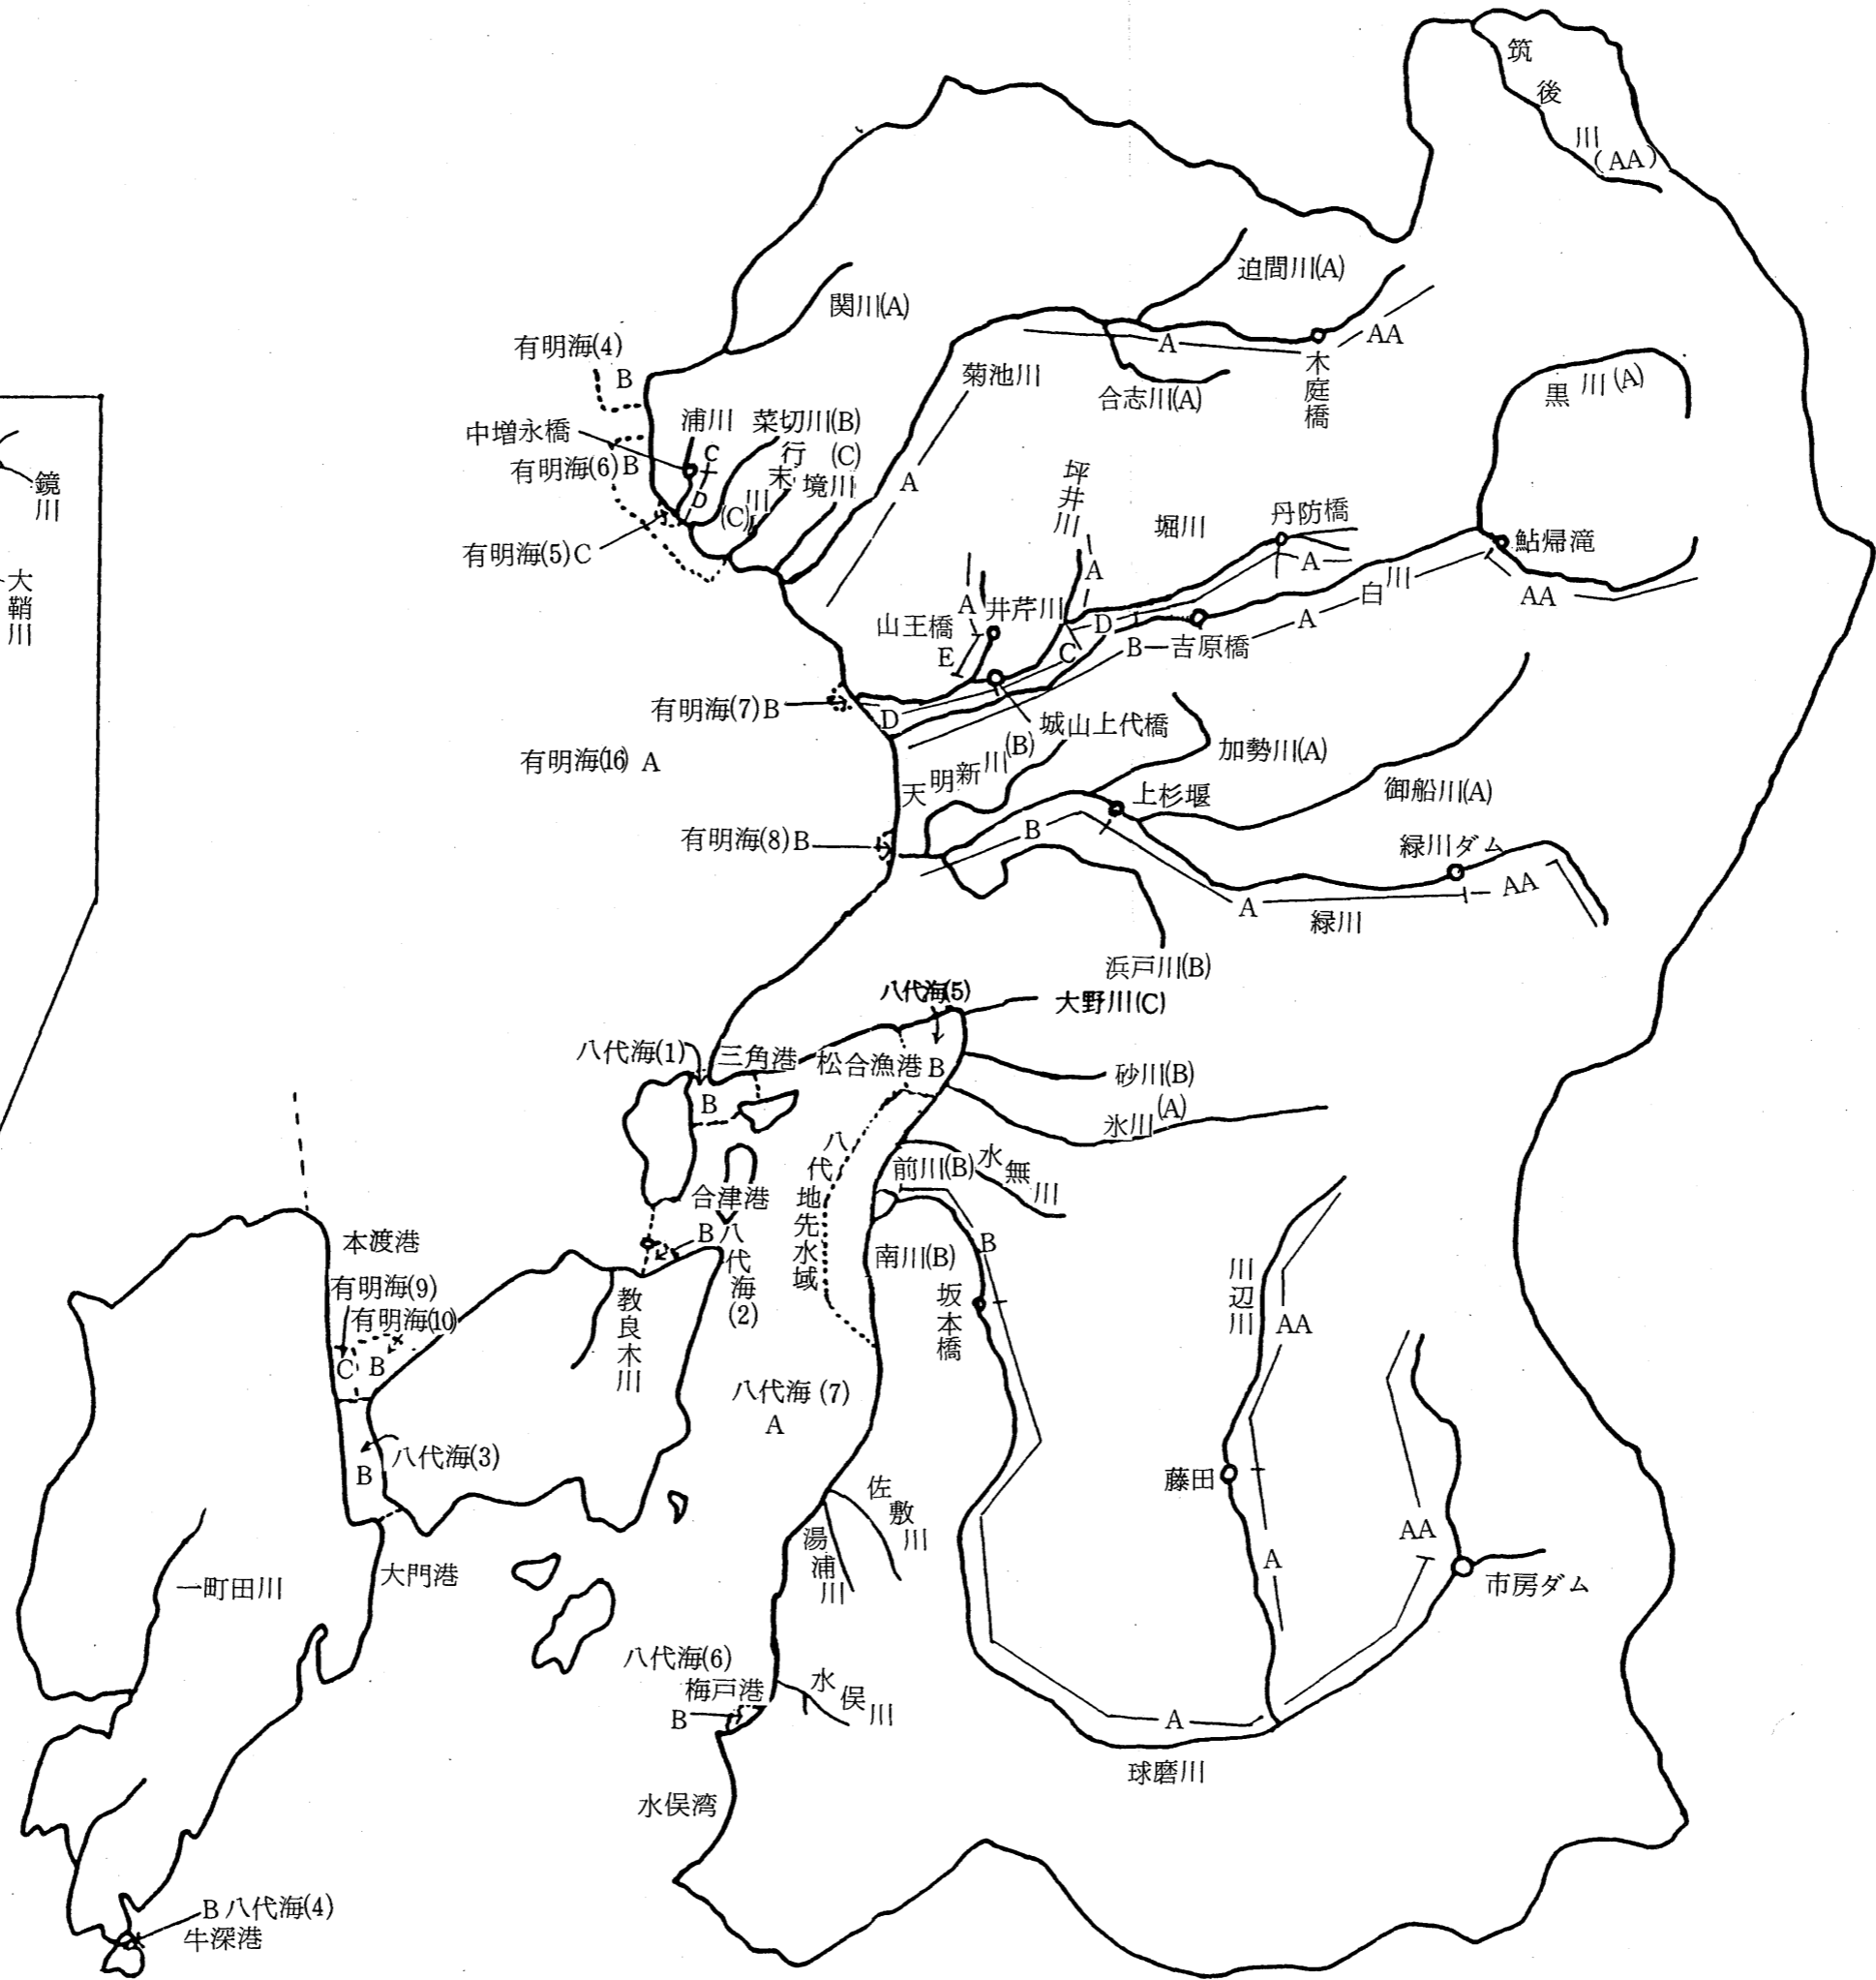 筑後川(AA)
迫間川(A)
関川(A)
有明海(4)
B
A
AA
木庭橋
菊池川
合志川(A)
黒川(A)
中増永橋
浦川
菜切川(B)
C
行末川(C)
境川(C)
有明海(6)B
D
A
有明海(5)C
鏡川
大鞘川
坪井川
A
堀川
丹防橋
A
鮎帰滝
AA
白川
A
井芹川
A
山王橋
E
D
C
B
吉原橋
A
有明海(7)B
D
城山上代橋
有明海(16) A
天明新川(B)
加勢川(A)
上杉堰
御船川(A)
有明海(8)B
B
緑川ダム
AA
A
緑川
浜戸川(B)
八代海(5)
大野川(C)
八代海(1)
三角港
松合漁港
B
砂川(B)
B
氷川(A)
八代地先水域
前川(B)
水無川
合津港
B
八代海(2)
本渡港
南川(B)
B
坂本橋
川辺川
AA
有明海(9)
有明海(10)
C
B
教良木川
八代海(7)
A
八代海(3)
B
佐敷川
藤田
AA
湯浦川
A
大門港
一町田川
市房ダム
八代海(6)
梅戸港
B
水俣川
A
球磨川
水俣湾
B八代海(4)
牛深港